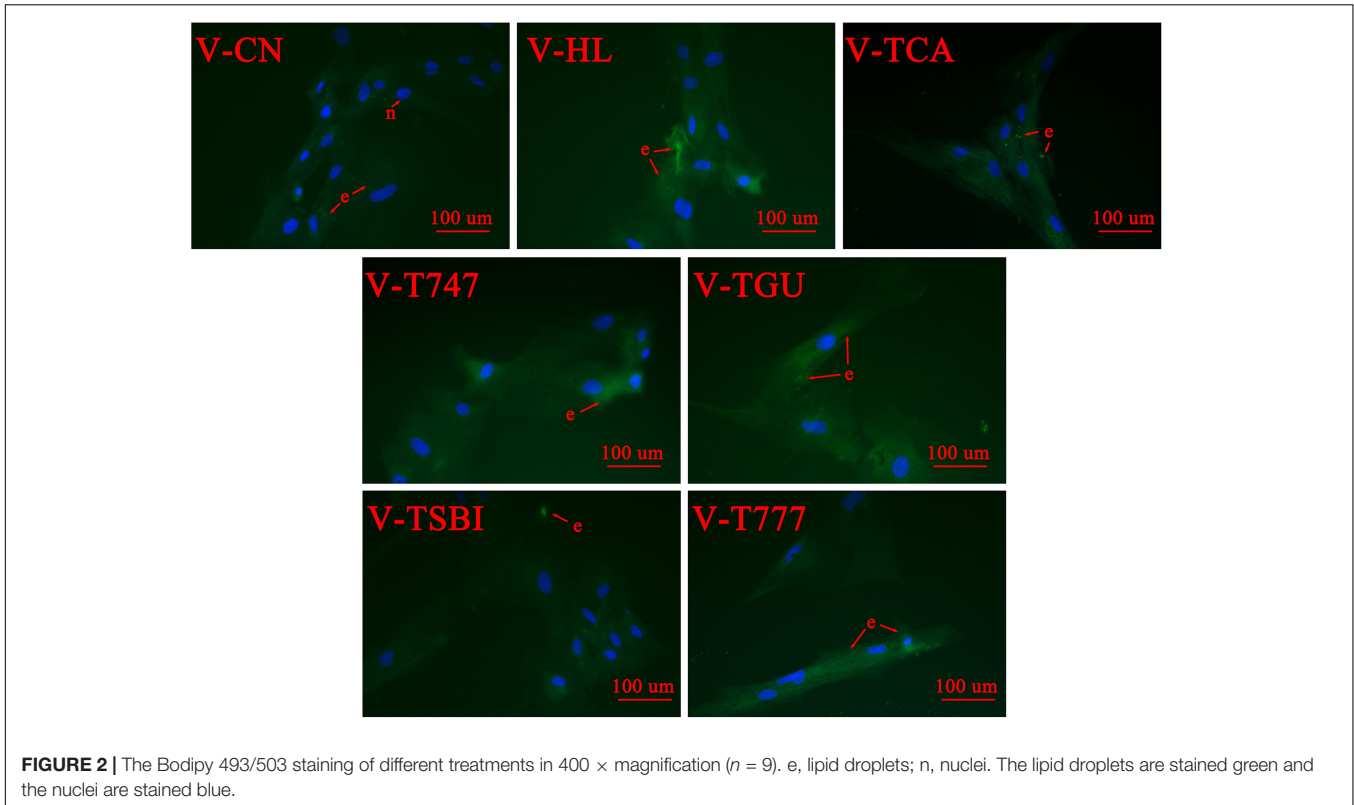 V-CN
n
e
100 um
V-HL
e
100 um
V-TCA
e
100 um
V-T747
e
100 um
V-TGU
e
100 um
V-TSBI
e
100 um
V-T777
e
100 um
FIGURE 2 | The Bodipy 493/503 staining of different treatments in 400 × magnification (n = 9). e, lipid droplets; n, nuclei. The lipid droplets are stained green and
the nuclei are stained blue.